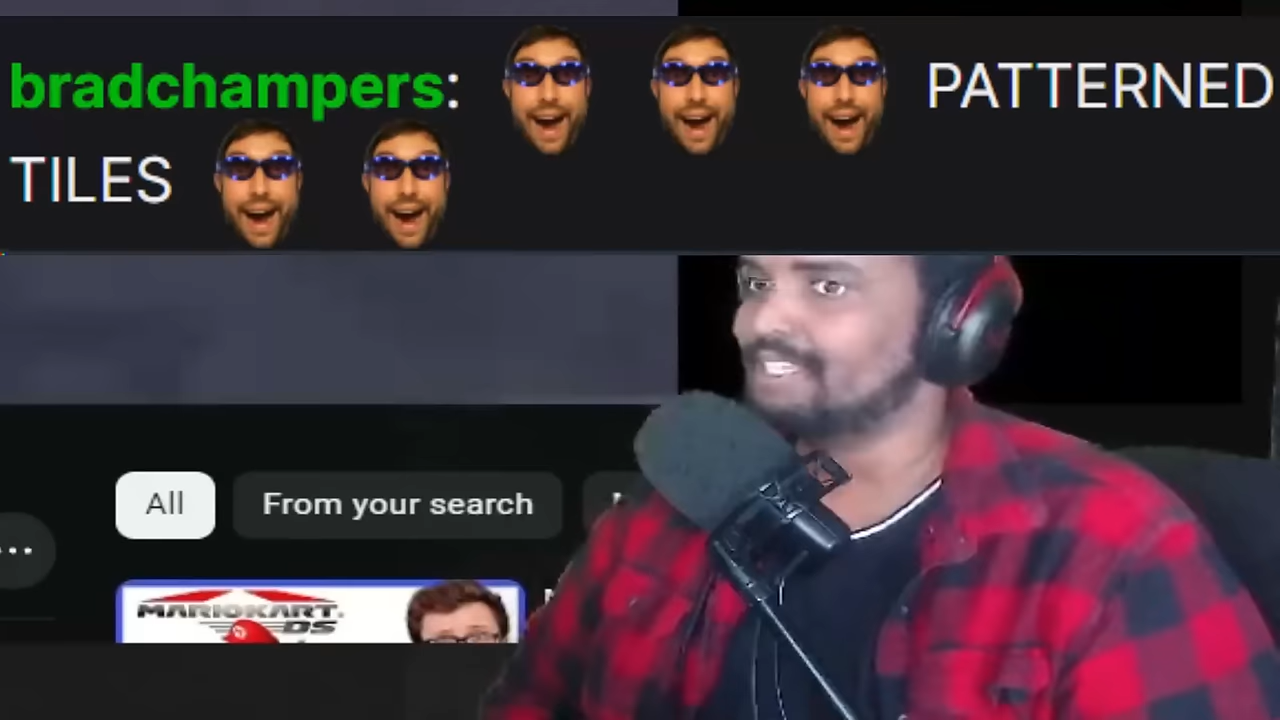 bradchampers: PATTERNED
TILES
All
From your search
MARIOKART
DS